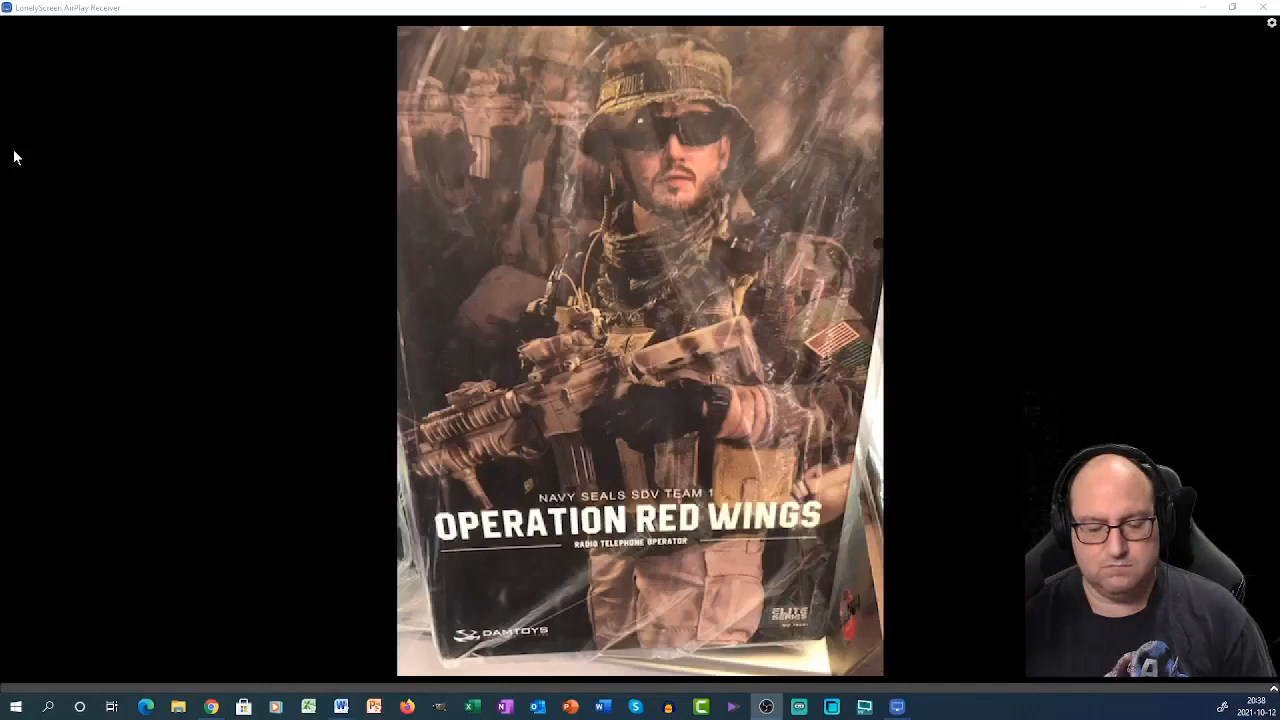 LonelyScreen AirPlay Receiver
NAVY SEALS SDV TEAM 1
OPERATION RED WINGS
RADIO TELEPHONE OPERATOR
ELITE
SERIES
DAMTOYS
20:38
2021-10-12